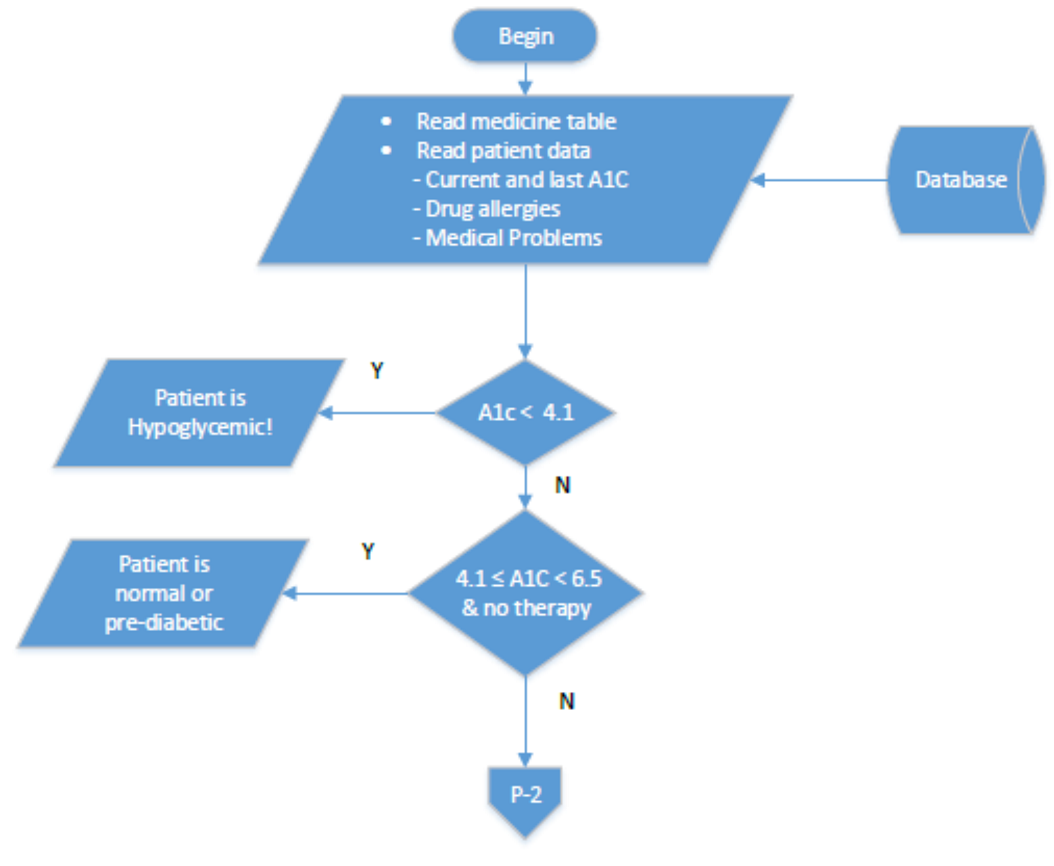 Begin
• Read medicine table
• Read patient data
- Current and last A1C
- Drug allergies
- Medical Problems
Database
Y
A1c < 4.1
Patient is
Hypoglycemic!
N
Y
4.1 ≤ A1C < 6.5
& no therapy
Patient is
normal or
pre-diabetic
N
P-2